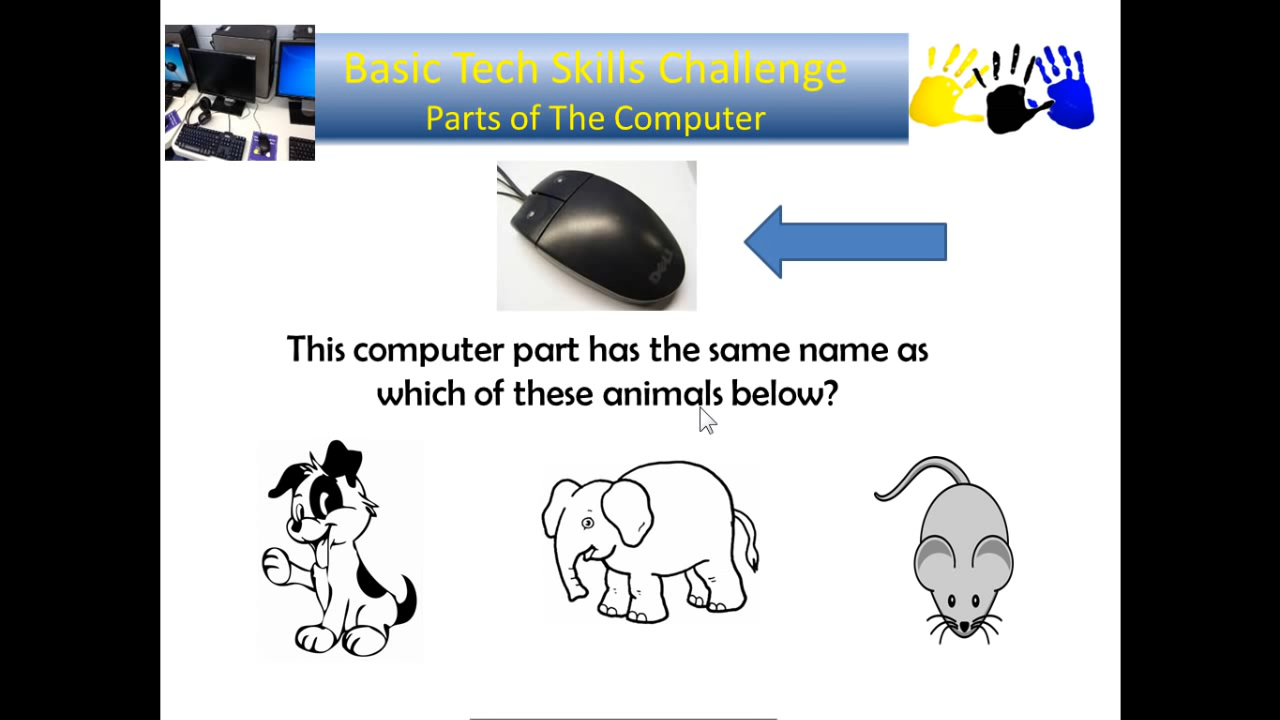 Basic Tech Skills Challenge
Parts of The Computer
DELL
This computer part has the same name as
which of these animals below?